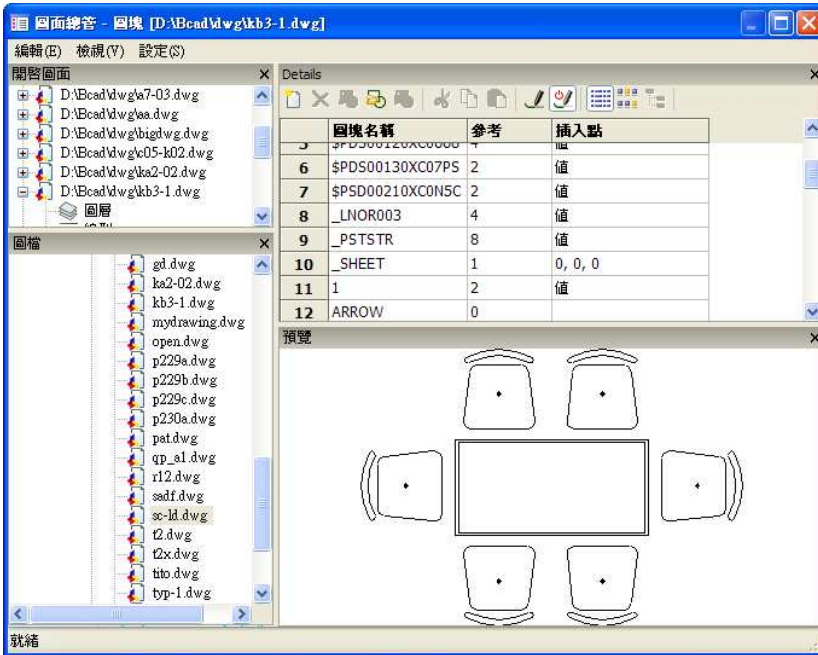 圖面總管 - 圖塊 [D:\Bcad\dwg\kb3-1.dwg]
編輯(E) 檢視(V) 設定(S)
開啓圖面
D:\Bcad\dwg\a7-03.dwg
D:\Bcad\dwg\aa.dwg
D:\Bcad\dwg\bigdwg.dwg
D:\Bcad\dwg\c05-k02.dwg
D:\Bcad\dwg\ka2-02.dwg
D:\Bcad\dwg\kb3-1.dwg
圖層
圖檔
gd.dwg
ka2-02.dwg
kb3-1.dwg
mydrawing.dwg
open.dwg
p229a.dwg
p229b.dwg
p229c.dwg
p230a.dwg
pat.dwg
qp_a1.dwg
r12.dwg
sadf.dwg
sc-ld.dwg
t2.dwg
t2x.dwg
tito.dwg
typ-1.dwg
Details
圖塊名稱 參考 插入點
6 $PDS00130XC07PS 2 值
7 $PSD00210XC0N5C 2 值
8 _LNOR003 4 值
9 _PSTSTR 8 值
10 _SHEET 1 0, 0, 0
11 1 2 值
12 ARROW 0
預覽
就緒